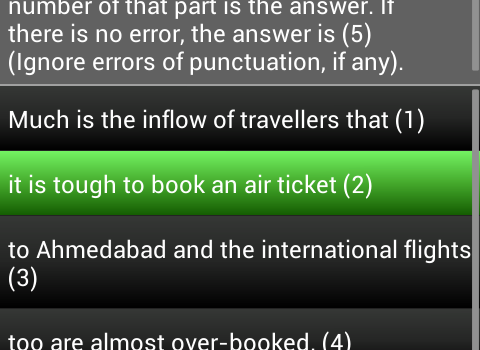 number of that part is the answer. If
there is no error, the answer is (5)
(Ignore errors of punctuation, if any).
Much is the inflow of travellers that (1)
it is tough to book an air ticket (2)
to Ahmedabad and the international flights
(3)
too are almost over-booked. (4)